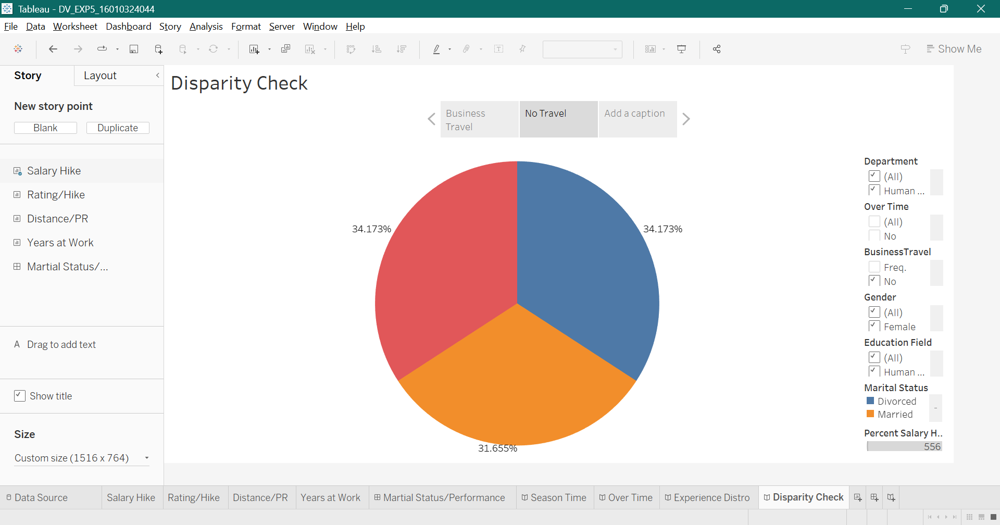 Tableau - DV_EXP5_16010324044
File Data Worksheet Dashboard Story Analysis Format Server Window Help
Show Me
Story Layout
New story point
Blank Duplicate
Salary Hike
Rating/Hike
Distance/PR
Years at Work
Martial Status/...
A Drag to add text
Show title
Size
Custom size (1516 x 764)
Disparity Check
Business
Travel
No Travel
Add a caption
34.173%
34.173%
31.655%
Department
(All)
Human ...
Over Time
(All)
No
BusinessTravel
Freq.
No
Gender
(All)
Female
Education Field
(All)
Human ...
Marital Status
Divorced
Married
Percent Salary H..
556
Data Source Salary Hike Rating/Hike Distance/PR Years at Work Martial Status/Performance Season Time Over Time Experience Distro Disparity Check